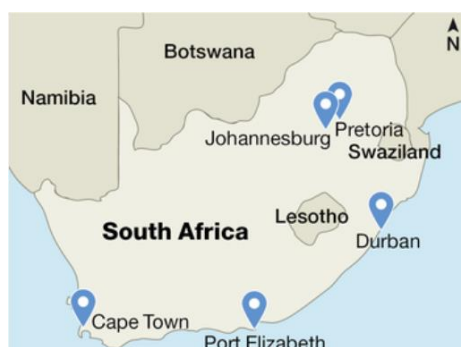 N
Botswana
Namibia
Johannesburg
Pretoria
Swaziland
Lesotho
South Africa
Durban
Cape Town
Port Elizabeth